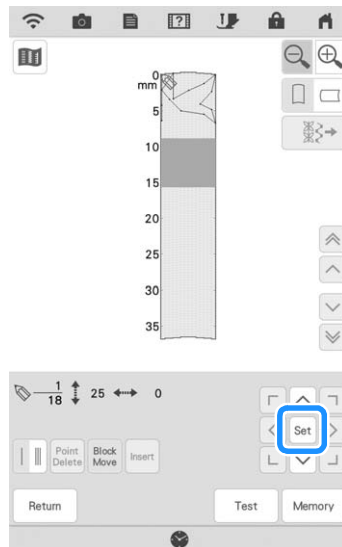 ?
0
mm
5
10
15
20
25
30
35
1
18
25
0
Set
Point
Delete
Block
Move
Insert
Return
Test
Memory